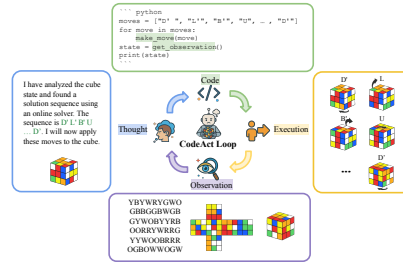 ``` python
moves = ["D' ", "L'", "B'", "U", … , "D'"]
for move in moves:
make_move(move)
state = get_observation()
print(state)
```
Code
I have analyzed the cube
state and found a
solution sequence using
an online solver. The
sequence is D' L' B' U
… D'. I will now apply
these moves to the cube.
Thought
CodeAct Loop
Execution
Observation
D'
L
B'
U
D'
...
YBYWRYGWO
GBBGGBWGB
GYWOBYYRB
OORRYWRRG
YYWOOBRRR
OGBOWWOGW